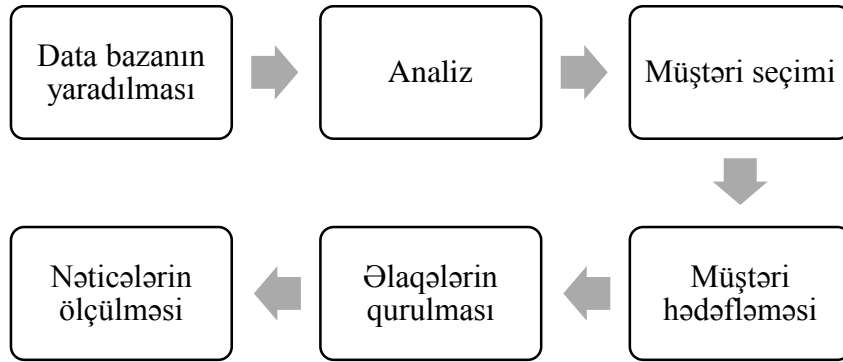 Data bazanın
yaradılması
Analiz
Müştəri seçimi
Müştəri
hədəfləməsi
Əlaqələrin
qurulması
Nəticələrin
ölçülməsi